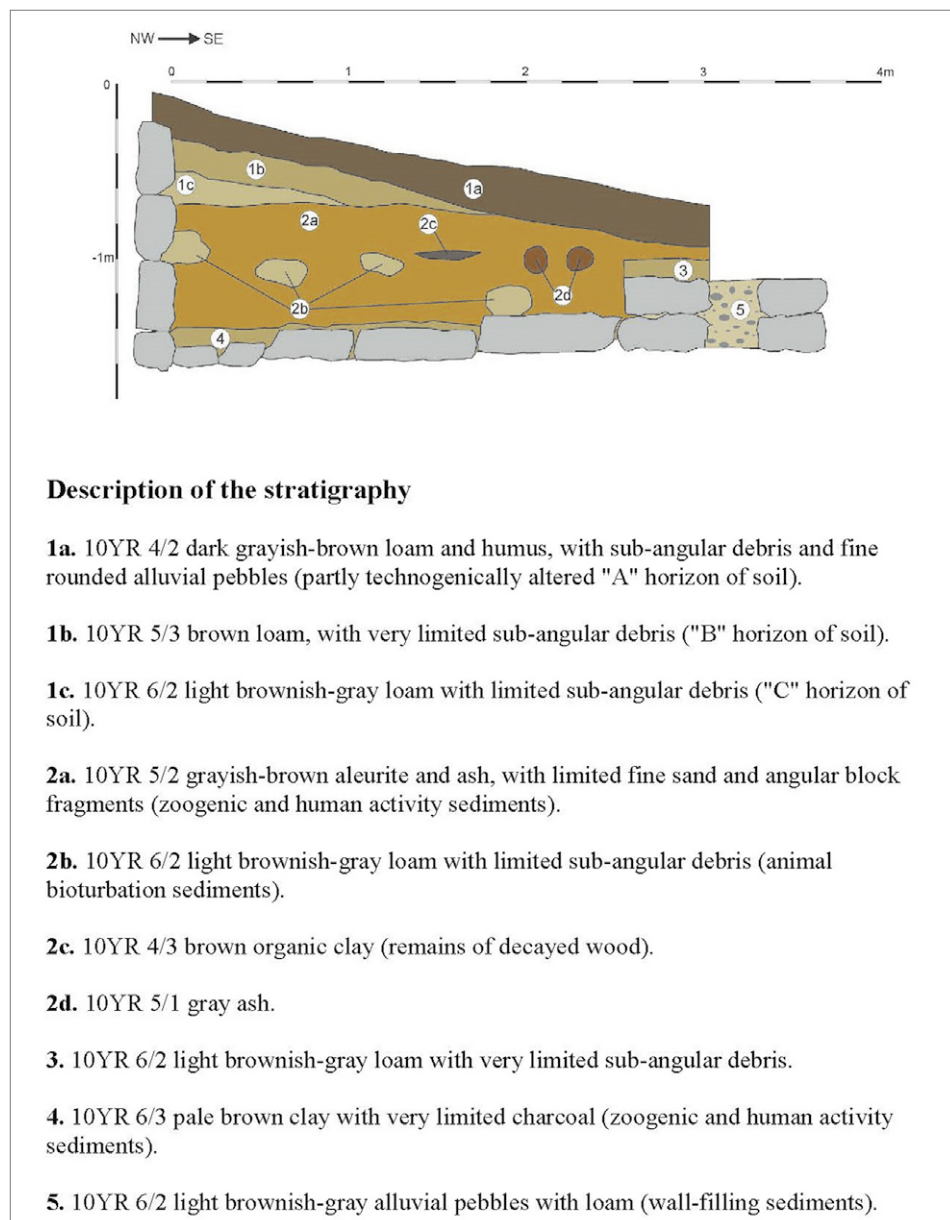 NW SE
0 1 2 3 4m
0
1b
1c
1a
2a
2c
-1m
3
2b
2d
5
4
Description of the stratigraphy
1a. 10YR 4/2 dark grayish-brown loam and humus, with sub-angular debris and fine
rounded alluvial pebbles (partly technogenically altered "A" horizon of soil).
1b. 10YR 5/3 brown loam, with very limited sub-angular debris ("B" horizon of soil).
1c. 10YR 6/2 light brownish-gray loam with limited sub-angular debris ("C" horizon of
soil).
2a. 10YR 5/2 grayish-brown aleurite and ash, with limited fine sand and angular block
fragments (zoogenic and human activity sediments).
2b. 10YR 6/2 light brownish-gray loam with limited sub-angular debris (animal
bioturbation sediments).
2c. 10YR 4/3 brown organic clay (remains of decayed wood).
2d. 10YR 5/1 gray ash.
3. 10YR 6/2 light brownish-gray loam with very limited sub-angular debris.
4. 10YR 6/3 pale brown clay with very limited charcoal (zoogenic and human activity
sediments).
5. 10YR 6/2 light brownish-gray alluvial pebbles with loam (wall-filling sediments).